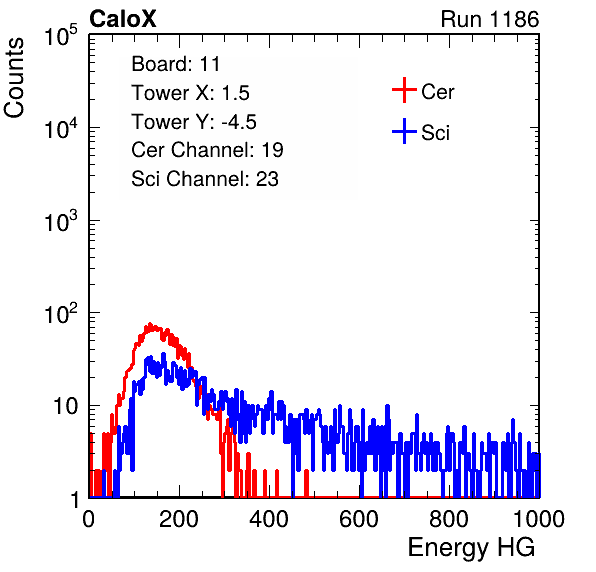 CaloX Run 1186
Board: 11
Tower X: 1.5
Tower Y: -4.5
Cer Channel: 19
Sci Channel: 23
Cer
Sci
Counts
10^5
10^4
10^3
10^2
10
1
0 200 400 600 800 1000
Energy HG